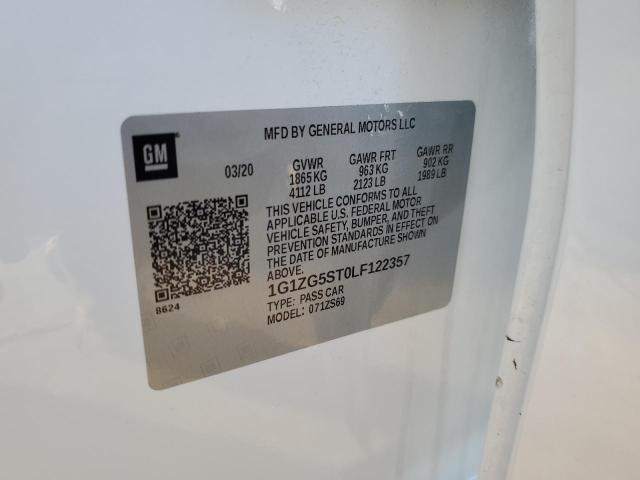 MFD BY GENERAL MOTORS LLC
GM
03/20
GVWR GAWR FRT GAWR RR
1865 KG 963 KG 902 KG
4112 LB 2123 LB 1989 LB
THIS VEHICLE CONFORMS TO ALL
APPLICABLE U.S. FEDERAL MOTOR
VEHICLE SAFETY, BUMPER, AND THEFT
PREVENTION STANDARDS IN EFFECT ON
THE DATE OF MANUFACTURE SHOWN
ABOVE.
1G1ZG5ST0LF122357
TYPE: PASS CAR
MODEL: 071ZS69
8624